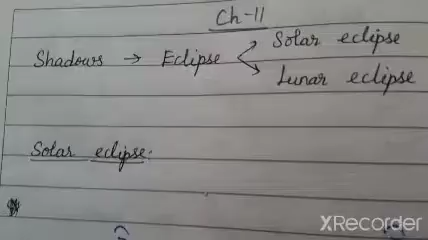 Ch-11
Shadows → Eclipse
Solar eclipse
Lunar eclipse
Solar eclipse:
XRecorder